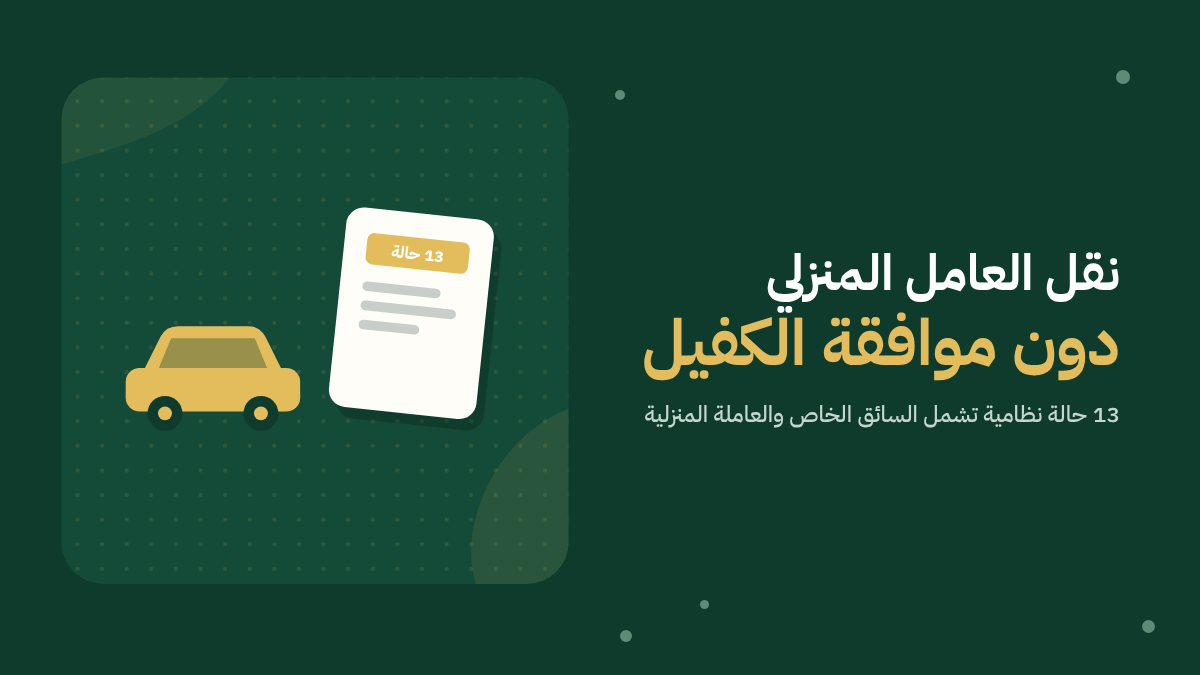 نقل العامل المنزلي
دون موافقة الكفيل
13 حالة نظامية تشمل السائق الخاص والعاملة المنزلية
13 حالة